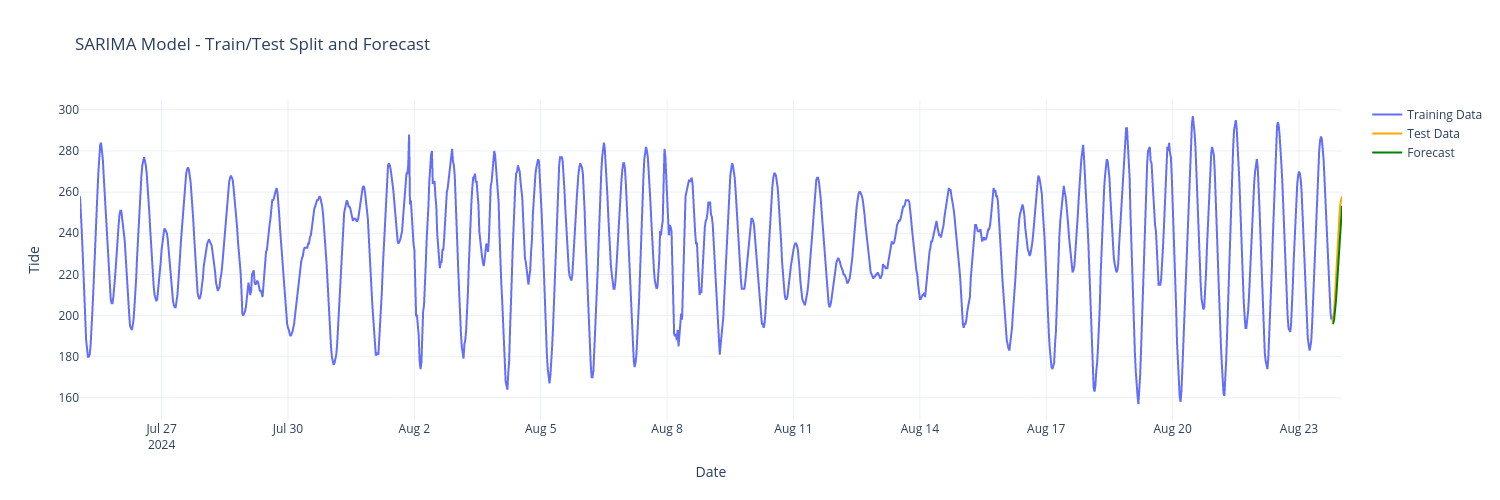 SARIMA Model - Train/Test Split and Forecast
300
280
260
240
220
200
180
160
Tide
Jul 27
2024
Jul 30
Aug 2
Aug 5
Aug 8
Aug 11
Aug 14
Aug 17
Aug 20
Aug 23
Date
Training Data
Test Data
Forecast